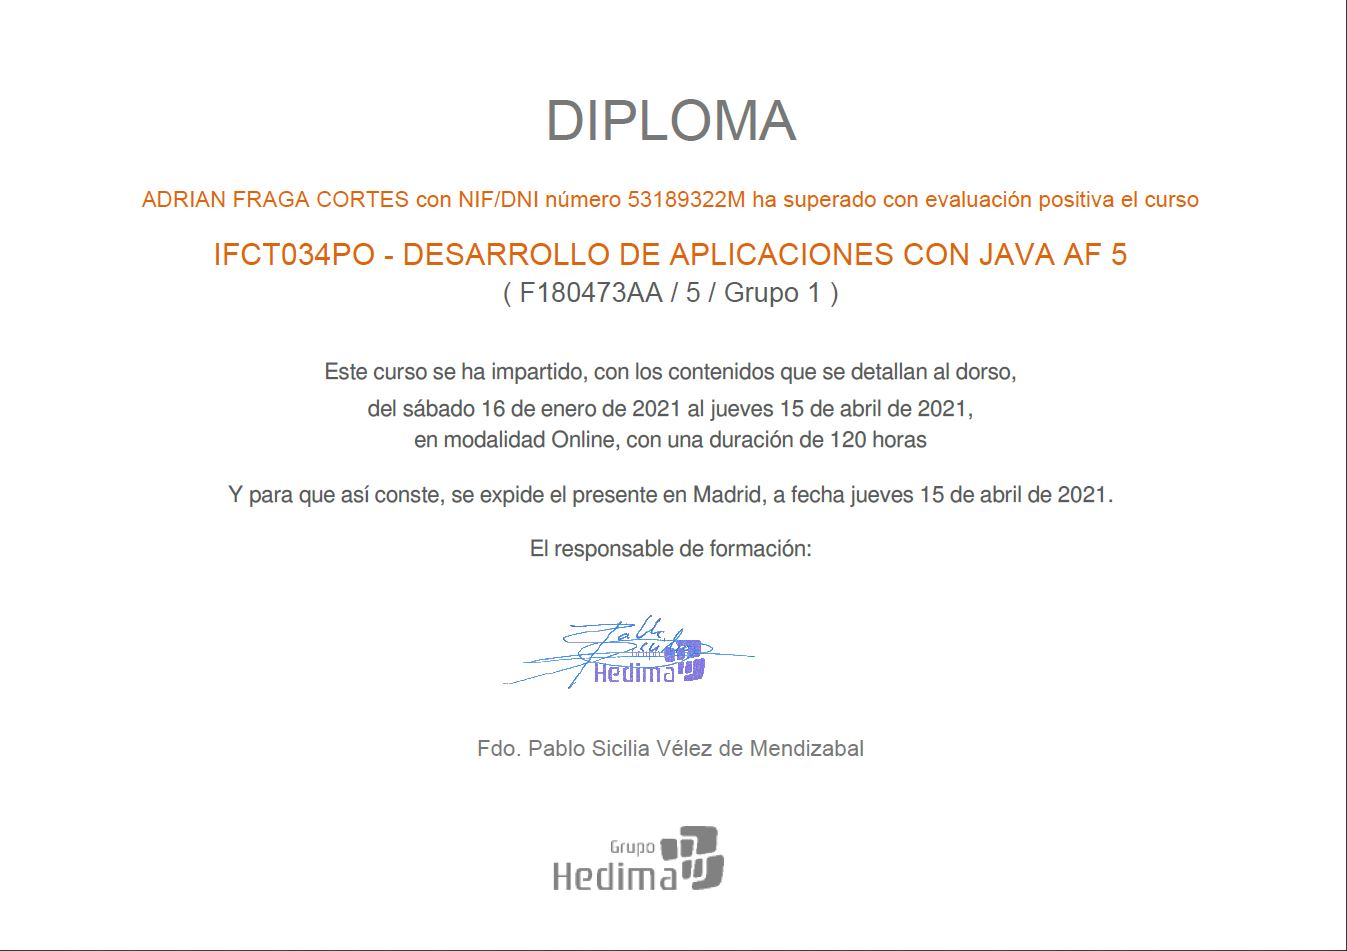 DIPLOMA
ADRIAN FRAGA CORTES con NIF/DNI número 53189322M ha superado con evaluación positiva el curso
IFCT034PO - DESARROLLO DE APLICACIONES CON JAVA AF 5
( F180473AA / 5 / Grupo 1 )
Este curso se ha impartido, con los contenidos que se detallan al dorso,
del sábado 16 de enero de 2021 al jueves 15 de abril de 2021,
en modalidad Online, con una duración de 120 horas
Y para que así conste, se expide el presente en Madrid, a fecha jueves 15 de abril de 2021.
El responsable de formación:
Grupo
Hedima
Fdo. Pablo Sicilia Vélez de Mendizabal
Grupo
Hedima